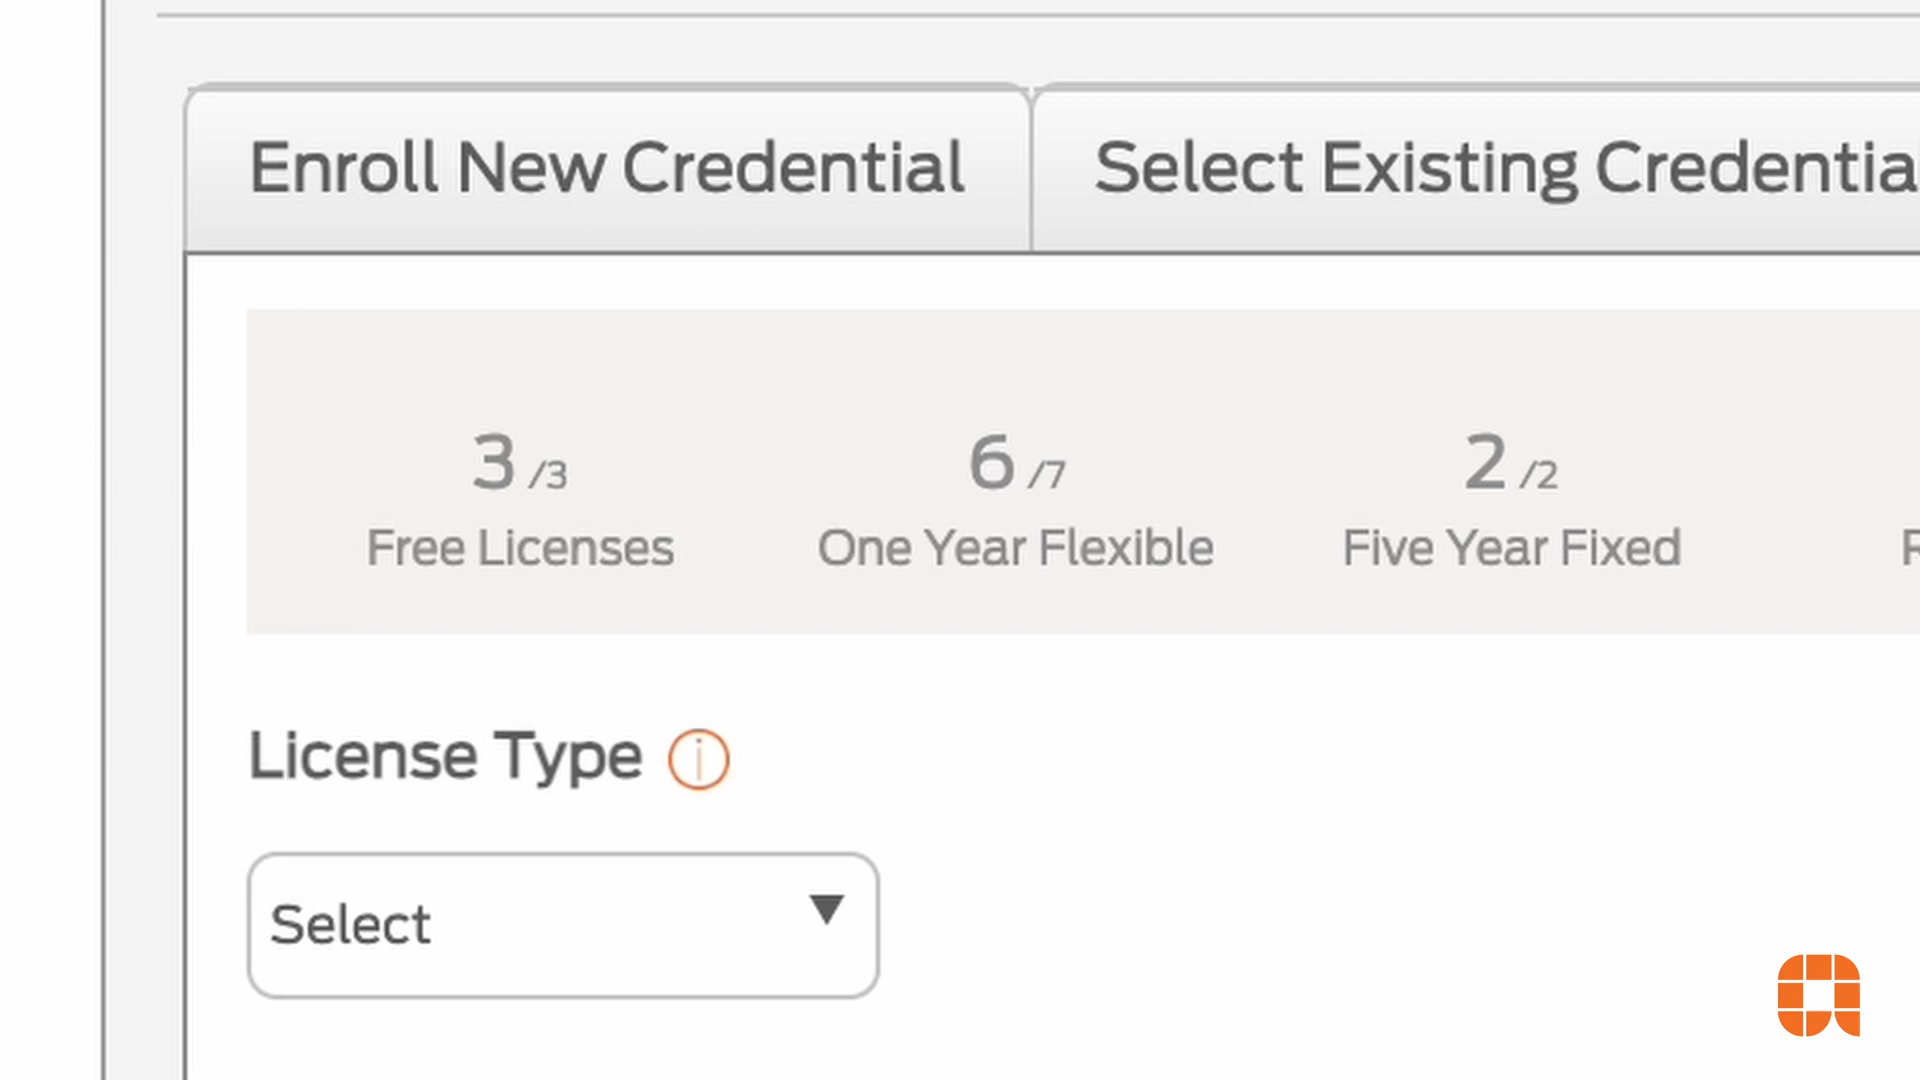 Enroll New Credential
Select Existing Credentia
3 /3
Free Licenses
6 /7
One Year Flexible
2 /2
Five Year Fixed
License Type
Select